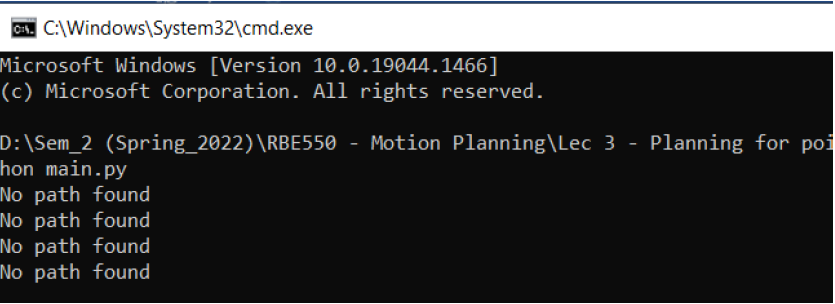 C:\Windows\System32\cmd.exe
Microsoft Windows [Version 10.0.19044.1466]
(c) Microsoft Corporation. All rights reserved.
D:\Sem_2 (Spring_2022)\RBE550 - Motion Planning\Lec 3 - Planning for poi
hon main.py
No path found
No path found
No path found
No path found